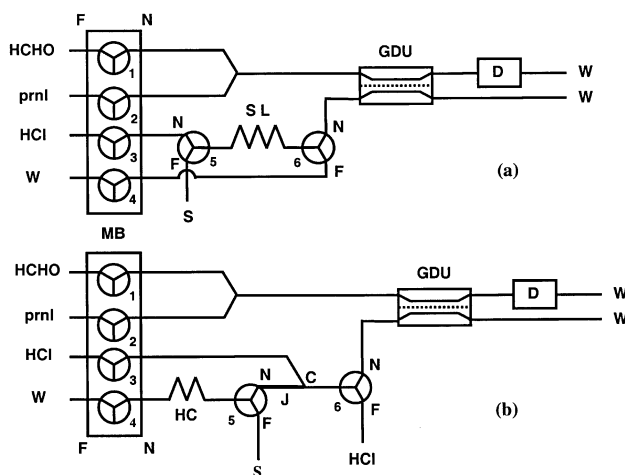 F N
HCHO
1
GDU
D
W
prnl
2
W
HCl
3
N
S L
N
F
5
6
F
W
4
S
(a)
MB
HCHO
1
GDU
D
W
prnl
2
W
HCl
3
N
C
N
W
4
HC
5
F
J
6
F
(b)
F N
S
HCl